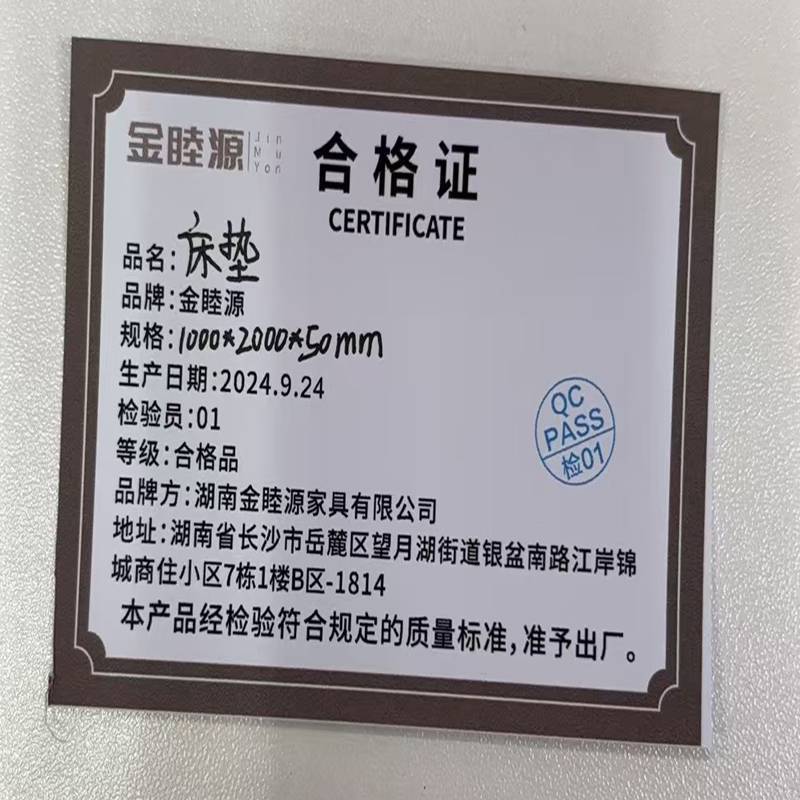 金睦源
Jin
Mu
Yon
合格证
CERTIFICATE
品名:床垫
品牌:金睦源
规格:1000*2000*50mm
生产日期:2024.9.24
检验员:01
等级:合格品
品牌方:湖南金睦源家具有限公司
地址:湖南省长沙市岳麓区望月湖街道银盆南路江岸锦
城商住小区7栋1楼B区-1814
本产品经检验符合规定的质量标准,准予出厂。
QC
PASS
检01